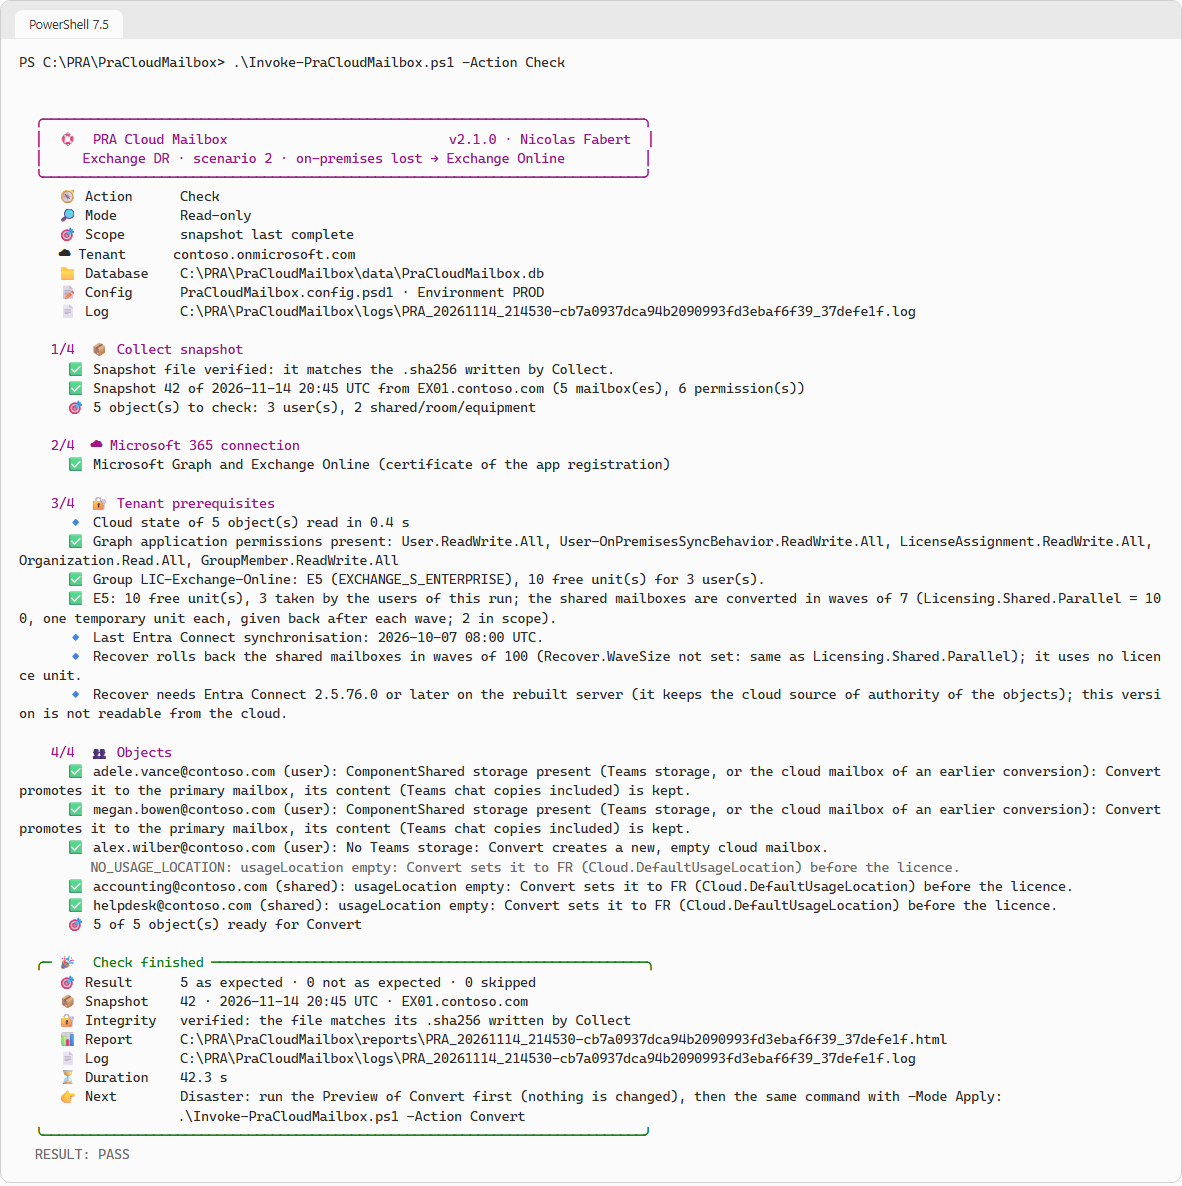 PowerShell 7.5
PS C:\PRA\PraCloudMailbox> .\Invoke-PraCloudMailbox.ps1 -Action Check
PRA Cloud Mailbox v2.1.0 · Nicolas Fabert
Exchange DR · scenario 2 · on-premises lost → Exchange Online
Action Check
Mode Read-only
Scope snapshot last complete
Tenant contoso.onmicrosoft.com
Database C:\PRA\PraCloudMailbox\data\PraCloudMailbox.db
Config PraCloudMailbox.config.psd1 · Environment PROD
Log C:\PRA\PraCloudMailbox\logs\PRA_20261114_214530-cb7a0937dca94b2090993fd3ebaf6f39_37defe1f.log
1/4 Collect snapshot
Snapshot file verified: it matches the .sha256 written by Collect.
Snapshot 42 of 2026-11-14 20:45 UTC from EX01.contoso.com (5 mailbox(es), 6 permission(s))
5 object(s) to check: 3 user(s), 2 shared/room/equipment
2/4 Microsoft 365 connection
Microsoft Graph and Exchange Online (certificate of the app registration)
3/4 Tenant prerequisites
Cloud state of 5 object(s) read in 0.4 s
Graph application permissions present: User.ReadWrite.All, User-OnPremisesSyncBehavior.ReadWrite.All, LicenseAssignment.ReadWrite.All,
Organization.Read.All, GroupMember.ReadWrite.All
Group LIC-Exchange-Online: E5 (EXCHANGE_S_ENTERPRISE), 10 free unit(s) for 3 user(s).
E5: 10 free unit(s), 3 taken by the users of this run; the shared mailboxes are converted in waves of 7 (Licensing.Shared.Parallel = 10
0, one temporary unit each, given back after each wave; 2 in scope).
Last Entra Connect synchronisation: 2026-10-07 08:00 UTC.
Recover rolls back the shared mailboxes in waves of 100 (Recover.WaveSize not set: same as Licensing.Shared.Parallel); it uses no licen
ce unit.
Recover needs Entra Connect 2.5.76.0 or later on the rebuilt server (it keeps the cloud source of authority of the objects); this versi
on is not readable from the cloud.
4/4 Objects
adele.vance@contoso.com (user): ComponentShared storage present (Teams storage, or the cloud mailbox of an earlier conversion): Convert
promotes it to the primary mailbox, its content (Teams chat copies included) is kept.
megan.bowen@contoso.com (user): ComponentShared storage present (Teams storage, or the cloud mailbox of an earlier conversion): Convert
promotes it to the primary mailbox, its content (Teams chat copies included) is kept.
alex.wilber@contoso.com (user): No Teams storage: Convert creates a new, empty cloud mailbox.
NO_USAGE_LOCATION: usageLocation empty: Convert sets it to FR (Cloud.DefaultUsageLocation) before the licence.
accounting@contoso.com (shared): usageLocation empty: Convert sets it to FR (Cloud.DefaultUsageLocation) before the licence.
helpdesk@contoso.com (shared): usageLocation empty: Convert sets it to FR (Cloud.DefaultUsageLocation) before the licence.
5 of 5 object(s) ready for Convert
Check finished
Result 5 as expected · 0 not as expected · 0 skipped
Snapshot 42 · 2026-11-14 20:45 UTC · EX01.contoso.com
Integrity verified: the file matches its .sha256 written by Collect
Report C:\PRA\PraCloudMailbox\reports\PRA_20261114_214530-cb7a0937dca94b2090993fd3ebaf6f39_37defe1f.html
Log C:\PRA\PraCloudMailbox\logs\PRA_20261114_214530-cb7a0937dca94b2090993fd3ebaf6f39_37defe1f.log
Duration 42.3 s
Next Disaster: run the Preview of Convert first (nothing is changed), then the same command with -Mode Apply:
.\Invoke-PraCloudMailbox.ps1 -Action Convert
RESULT: PASS